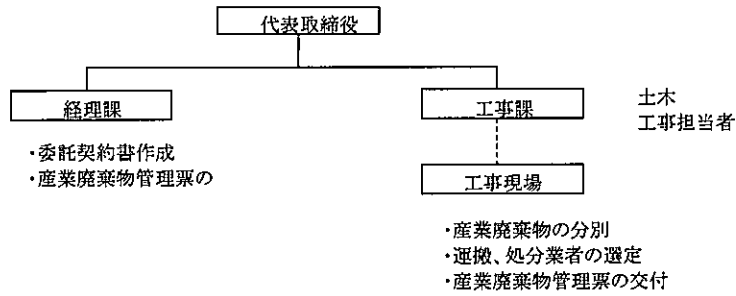 代表取締役
経理課
工事課
土木
工事担当者
・委託契約書作成
・産業廃棄物管理票の
工事現場
・産業廃棄物の分別
・運搬、処分業者の選定
・産業廃棄物管理票の交付